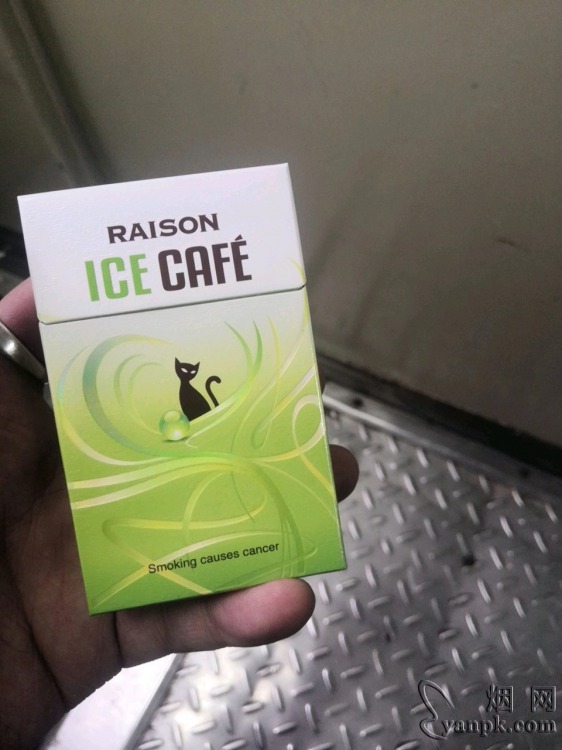 RAISON
ICE CAFÉ
Smoking causes cancer
烟网
yanpk.com